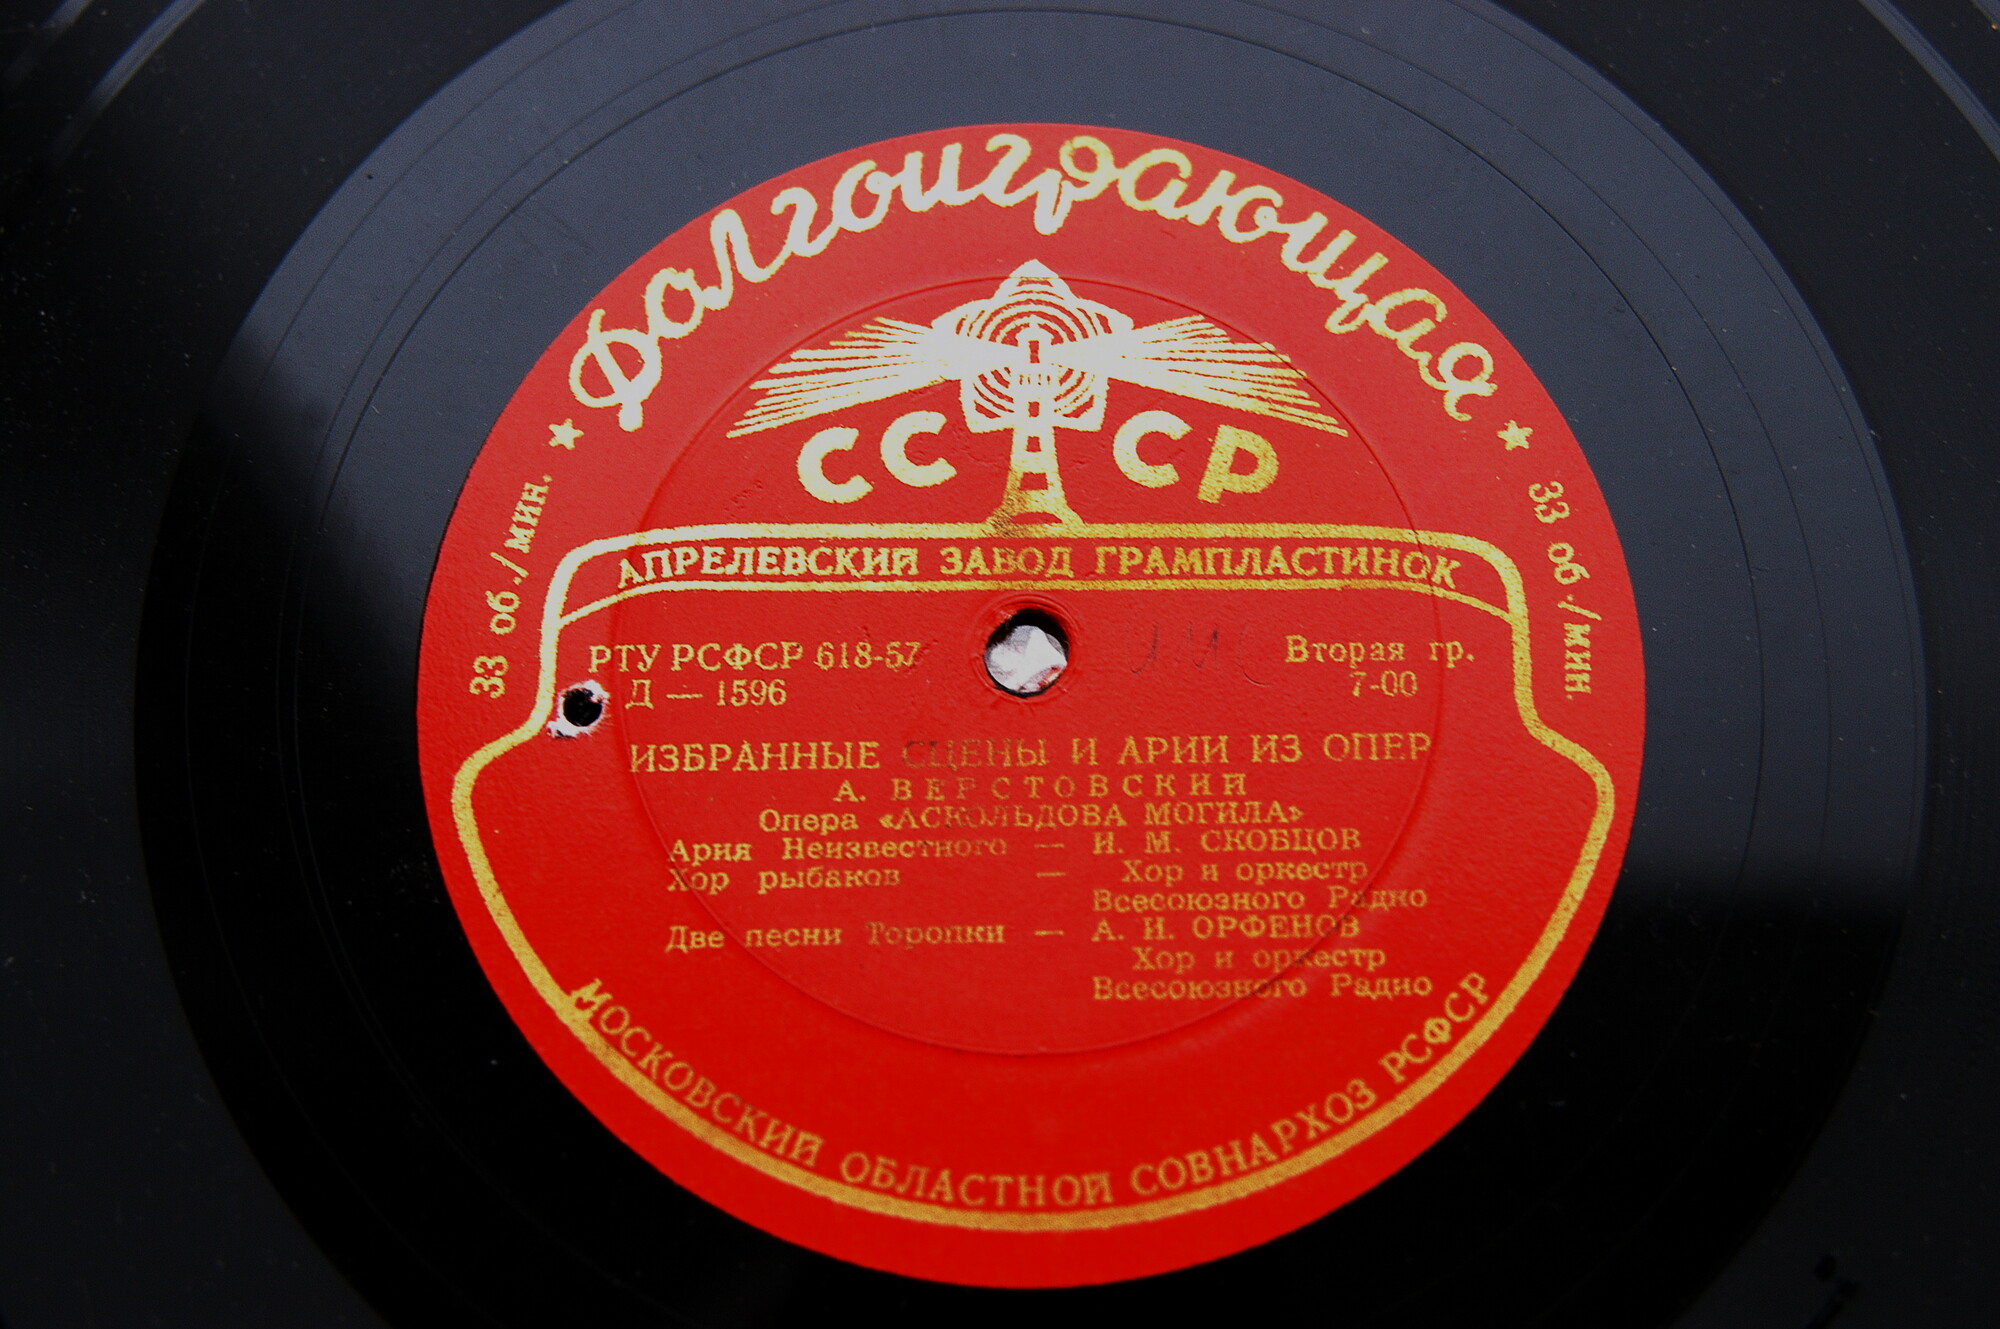 Долгоиграющая
★ 33 об./мин.
★ 33 об./мин.
СССР
АПРЕЛЕВСКИЙ ЗАВОД ГРАМПЛАСТИНОК
РТУ РСФСР 618-57
Вторая гр.
Д — 1596
7-00
ИЗБРАННЫЕ СЦЕНЫ И АРИИ ИЗ ОПЕР
А. ВЕРСТОВСКИЙ
Опера «АСКОЛЬДОВА МОГИЛА»
Ария Неизвестного — И. М. СКОБЦОВ
Хор рыбаков — Хор и оркестр
Всесоюзного Радио
Две песни Торопки — А. И. ОРФЕНОВ
Хор и оркестр
Всесоюзного Радио
МОСКОВСКИЙ ОБЛАСТНОЙ СОВНАРХОЗ РСФСР